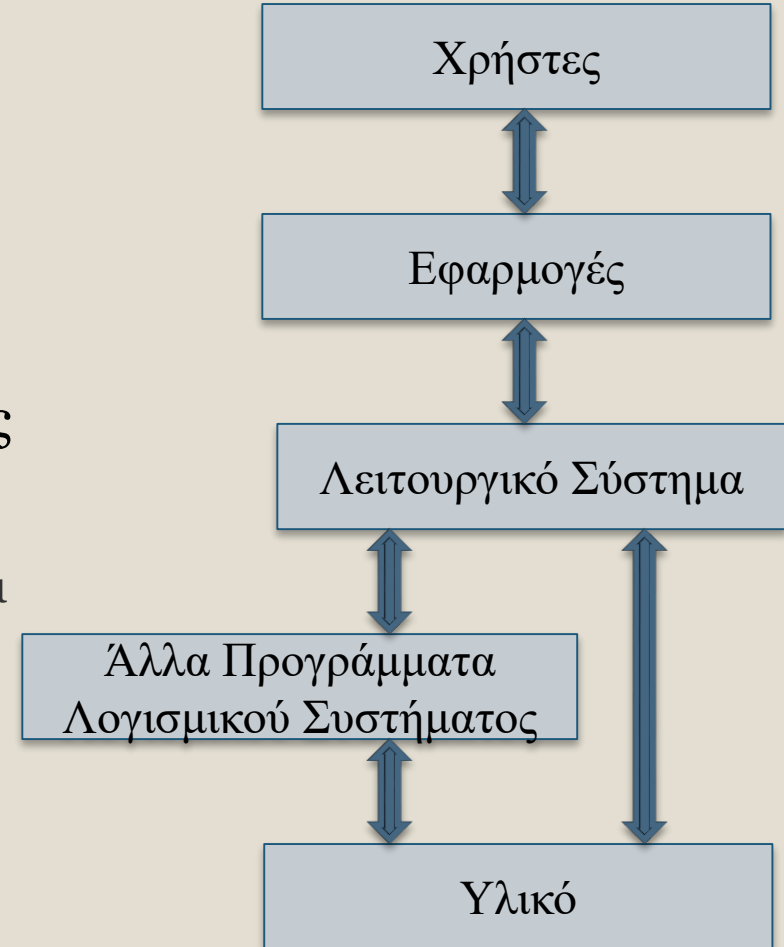 Χρήστες
Εφαρμογές
ς
Λειτουργικό Σύστημα
ι
Άλλα Προγράμματα
Λογισμικού Συστήματος
Υλικό